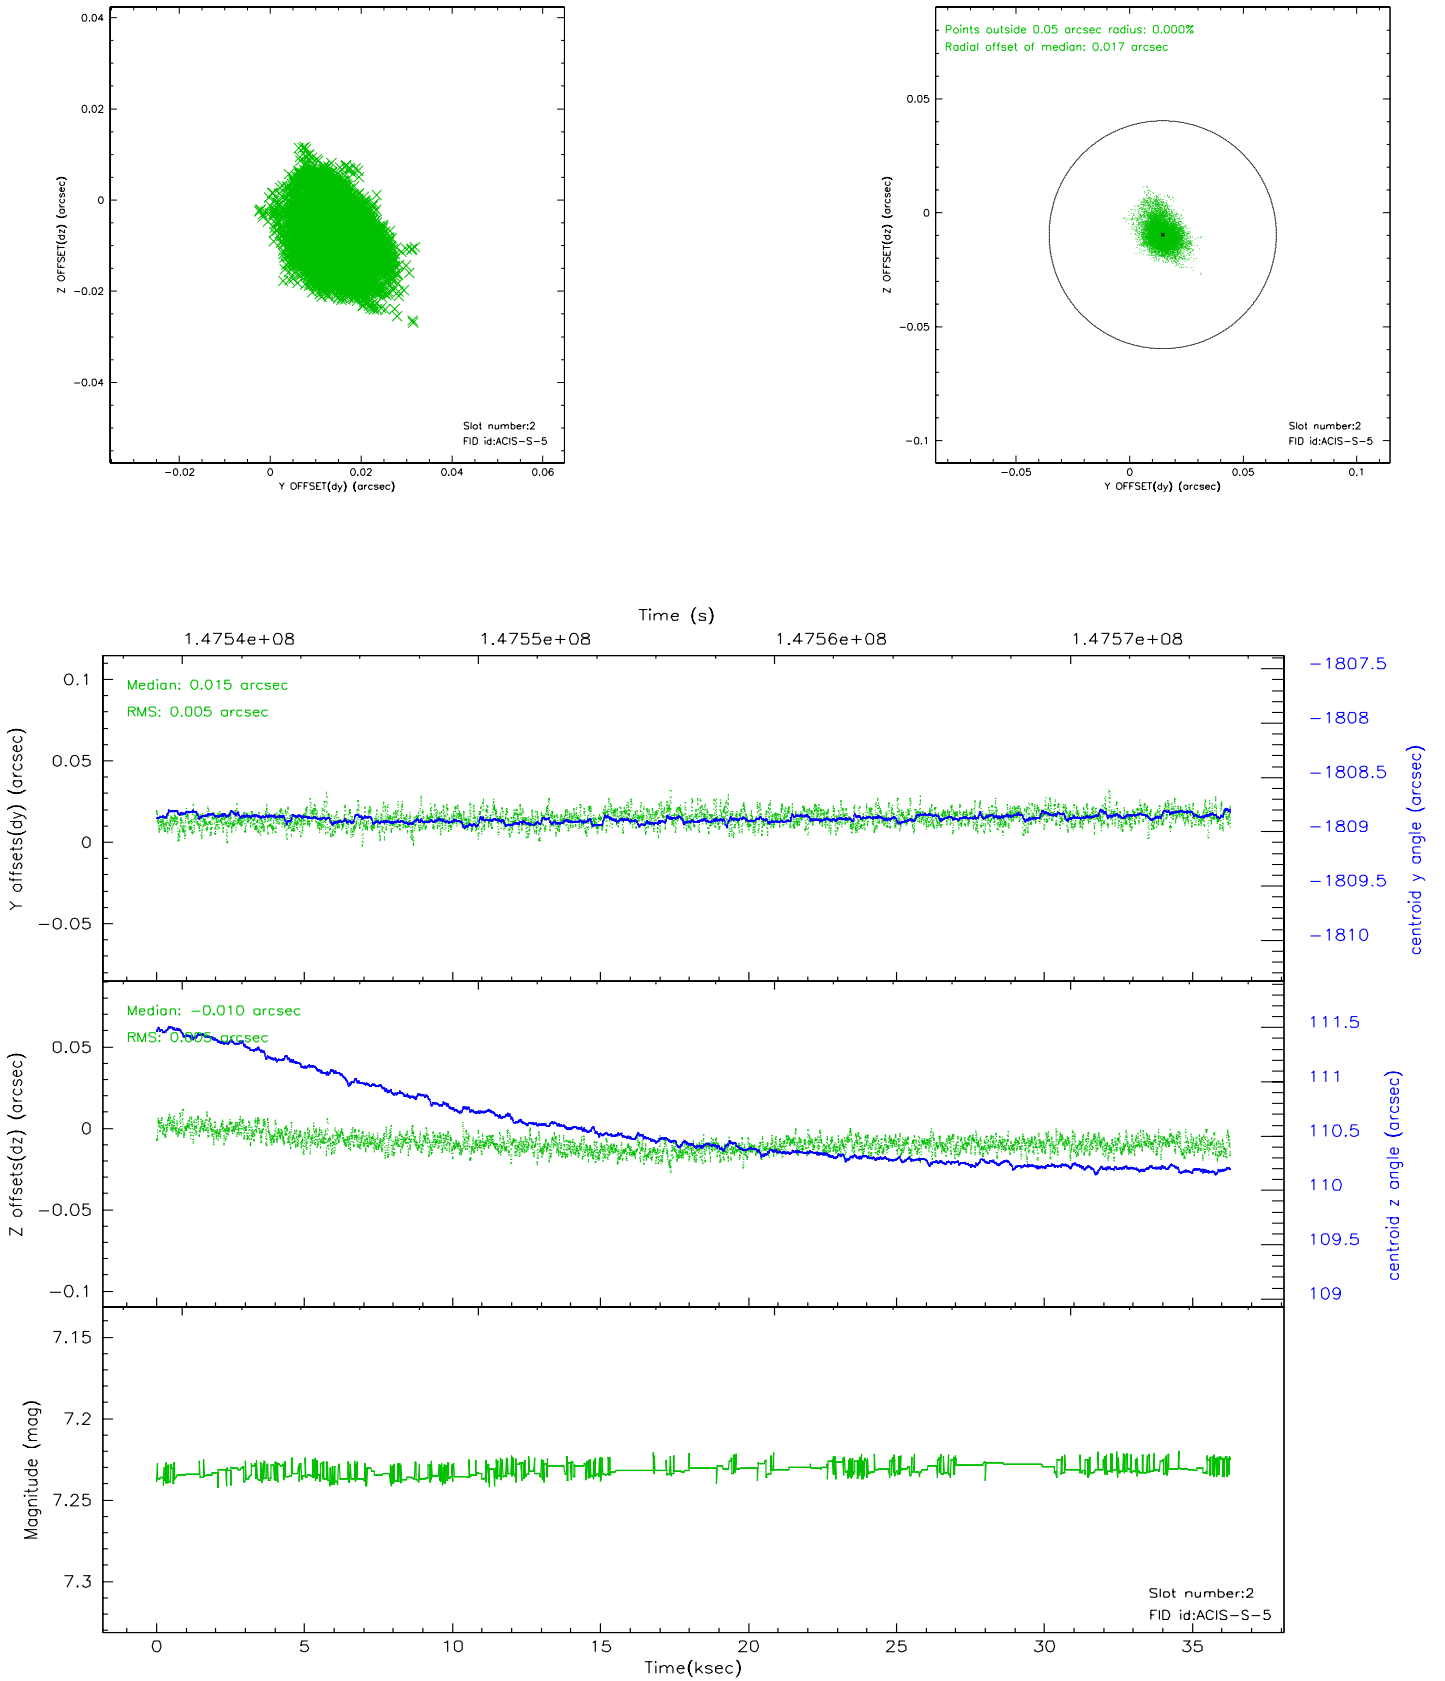 0.04
0.02
0
−0.02
−0.04
Z OFFSET(dz) (arcsec)
Slot number:2
FID id:ACIS−S−5
−0.02 0 0.02 0.04 0.06
Y OFFSET(dy) (arcsec)
Points outside 0.05 arcsec radius: 0.000%
Radial offset of median: 0.017 arcsec
0.05
0
−0.05
−0.1
Z OFFSET(dz) (arcsec)
Slot number:2
FID id:ACIS−S−5
−0.05 0 0.05 0.1
Y OFFSET(dy) (arcsec)
Time (s)
1.4754e+08 1.4755e+08 1.4756e+08 1.4757e+08
Median: 0.015 arcsec
RMS: 0.005 arcsec
0.1
0.05
0
−0.05
Y offsets(dy) (arcsec)
−1807.5
−1808
−1808.5
−1809
−1809.5
−1810
centroid y angle (arcsec)
Median: −0.010 arcsec
RMS: 0.005 arcsec
0.05
0
−0.05
−0.1
Z offsets(dz) (arcsec)
111.5
111
110.5
110
109.5
109
centroid z angle (arcsec)
7.15
7.2
7.25
7.3
Magnitude (mag)
Slot number:2
FID id:ACIS−S−5
0 5 10 15 20 25 30 35
Time(ksec)